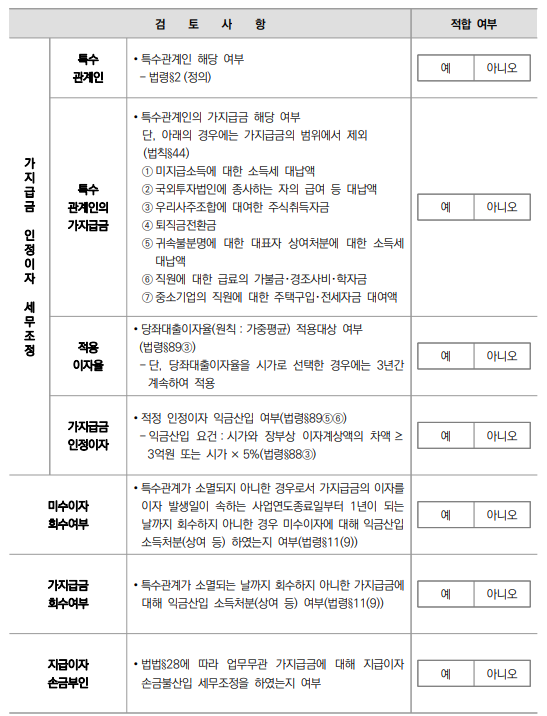 검 토 사 항
적합 여부
가지급금 인정이자 세무조정
특수
관계인
• 특수관계인 해당 여부
- 법령§2 (정의)
예 아니오
특수
관계인의
가지급금
• 특수관계인의 가지급금 해당 여부
단, 아래의 경우에는 가지급금의 범위에서 제외
(법칙§44)
① 미지급소득에 대한 소득세 대납액
② 국외투자법인에 종사하는 자의 급여 등 대납액
③ 우리사주조합에 대여한 주식취득자금
④ 퇴직금전환금
⑤ 귀속불분명에 대한 대표자 상여처분에 대한 소득세
대납액
⑥ 직원에 대한 급료의 가불금·경조사비·학자금
⑦ 중소기업의 직원에 대한 주택구입·전세자금 대여액
예 아니오
적용
이자율
• 당좌대출이자율(원칙 : 가중평균) 적용대상 여부
(법령§89③)
- 단, 당좌대출이자율을 시가로 선택한 경우에는 3년간
계속하여 적용
예 아니오
가지급금
인정이자
• 적정 인정이자 익금산입 여부(법령§89⑤⑥)
- 익금산입 요건 : 시가와 장부상 이자계상액의 차액 ≥
3억원 또는 시가 × 5%(법령§88③)
예 아니오
미수이자
회수여부
• 특수관계가 소멸되지 아니한 경우로서 가지급금의 이자를
이자 발생일이 속하는 사업연도종료일부터 1년이 되는
날까지 회수하지 아니한 경우 미수이자에 대해 익금산입
소득처분(상여 등) 하였는지 여부(법령§11(9))
예 아니오
가지급금
회수여부
• 특수관계가 소멸되는 날까지 회수하지 아니한 가지급금에
대해 익금산입 소득처분(상여 등) 여부(법령§11(9))
예 아니오
지급이자
손금부인
• 법법§28에 따라 업무무관 가지급금에 대해 지급이자
손금불산입 세무조정을 하였는지 여부
예 아니오